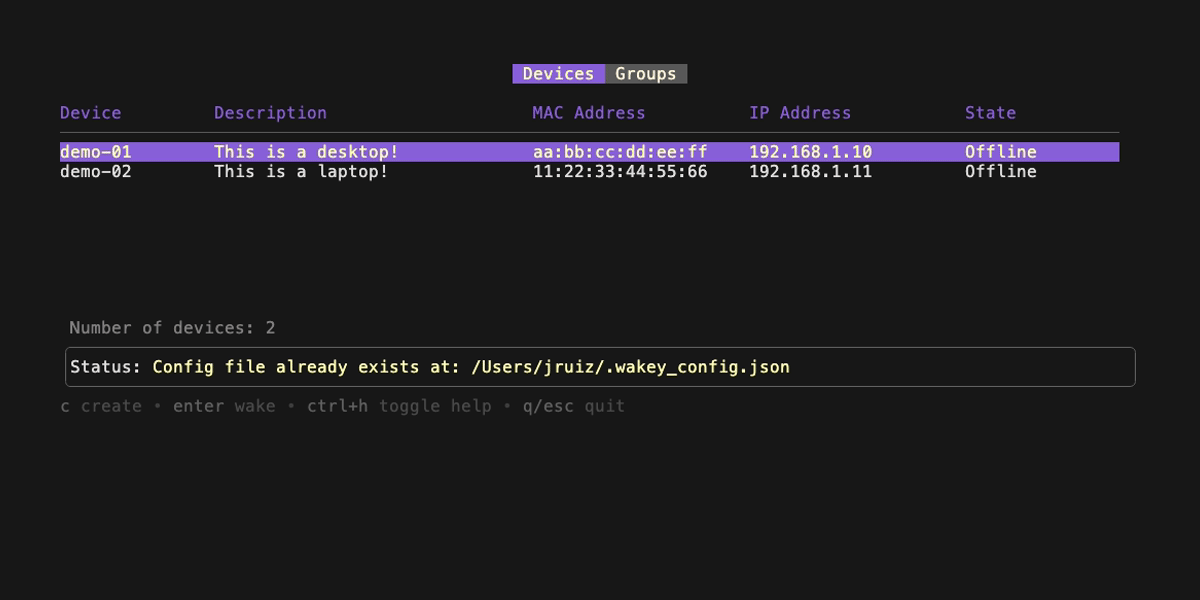 Devices Groups
Device Description MAC Address IP Address State
demo-01 This is a desktop! aa:bb:cc:dd:ee:ff 192.168.1.10 Offline
demo-02 This is a laptop! 11:22:33:44:55:66 192.168.1.11 Offline
Number of devices: 2
Status: Config file already exists at: /Users/jruiz/.wakey_config.json
c create • enter wake • ctrl+h toggle help • q/esc quit